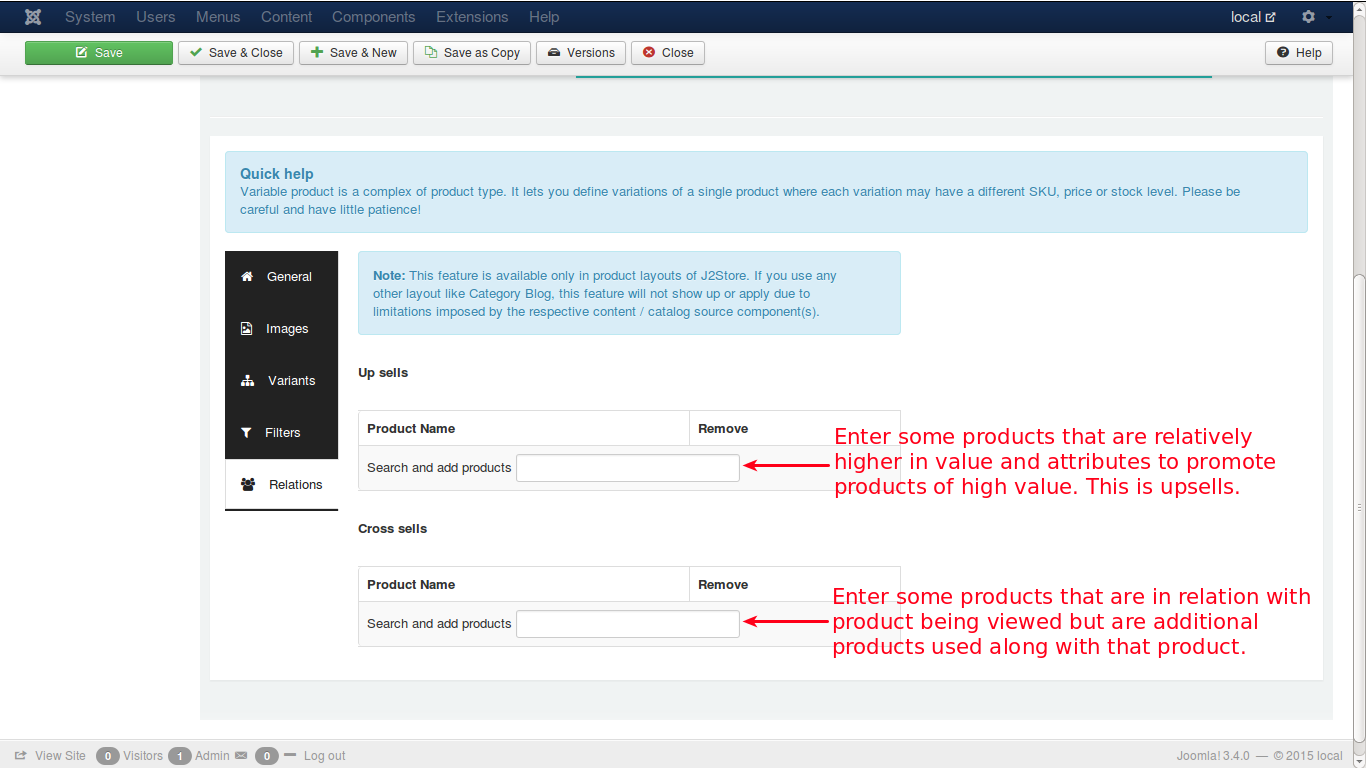 System Users Menus Content Components Extensions Help local
Save Save & Close Save & New Save as Copy Versions Close Help
Quick help
Variable product is a complex of product type. It lets you define variations of a single product where each variation may have a different SKU, price or stock level. Please be
careful and have little patience!
General
Images
Variants
Filters
Relations
Note: This feature is available only in product layouts of J2Store. If you use any
other layout like Category Blog, this feature will not show up or apply due to
limitations imposed by the respective content / catalog source component(s).
Up sells
Product Name Remove
Search and add products
Enter some products that are relatively
higher in value and attributes to promote
products of high value. This is upsells.
Cross sells
Product Name Remove
Search and add products
Enter some products that are in relation with
product being viewed but are additional
products used along with that product.
View Site 0 Visitors 1 Admin 0 Log out Joomla! 3.4.0 — © 2015 local